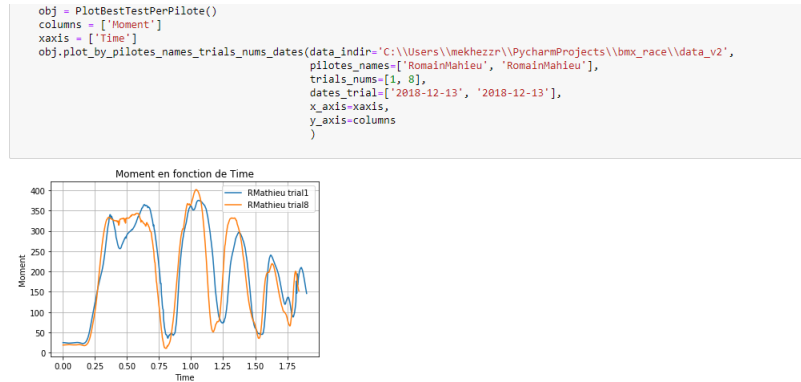 obj = PlotBestTestPerPilote()
columns = ['Moment']
xaxis = ['Time']
obj.plot_by_pilotes_names_trials_nums_dates(data_indir='C:\\Users\\mekhezzr\\PycharmProjects\\bmx_race\\data_v2',
pilotes_names=['RomainMahieu', 'RomainMahieu'],
trials_nums=[1, 8],
dates_trial=['2018-12-13', '2018-12-13'],
x_axis=xaxis,
y_axis=columns
)
Moment en fonction de Time
RMathieu trial1
RMathieu trial8
400
350
300
250
200
150
100
50
0
Moment
0.00 0.25 0.50 0.75 1.00 1.25 1.50 1.75
Time